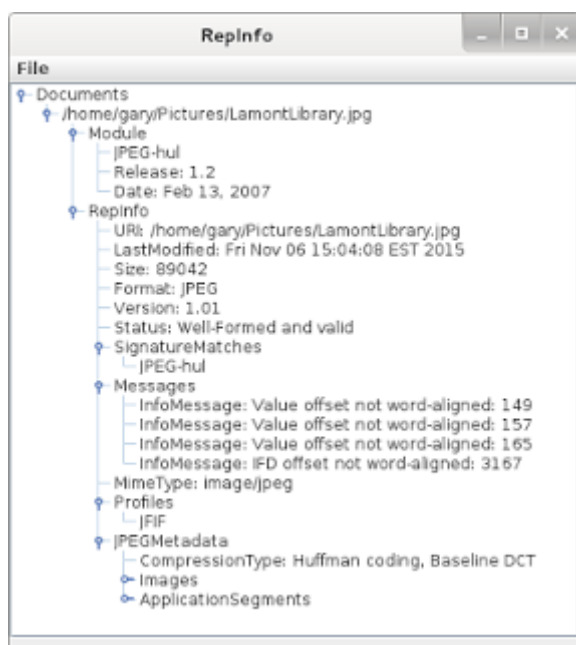 RepInfo
File
Documents
/home/gary/Pictures/LamontLibrary.jpg
Module
JPEG-hul
Release: 1.2
Date: Feb 13, 2007
RepInfo
URI: /home/gary/Pictures/LamontLibrary.jpg
LastModified: Fri Nov 06 15:04:08 EST 2015
Size: 89042
Format: JPEG
Version: 1.01
Status: Well-Formed and valid
SignatureMatches
JPEG-hul
Messages
InfoMessage: Value offset not word-aligned: 149
InfoMessage: Value offset not word-aligned: 157
InfoMessage: Value offset not word-aligned: 165
InfoMessage: IFD offset not word-aligned: 3167
MimeType: image/jpeg
Profiles
JFIF
JPEGMetadata
CompressionType: Huffman coding, Baseline DCT
Images
ApplicationSegments